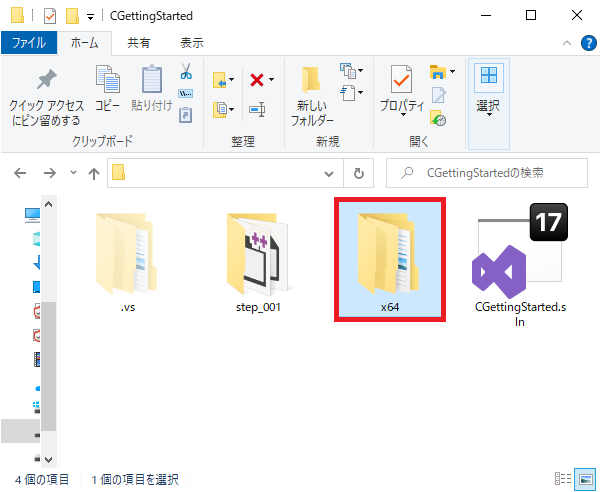 CGettingStarted
ファイル
ホーム
共有
表示
クイック アクセス
にピン留めする
コピー
貼り付け
新しい
フォルダー
プロパティ
選択
クリップボード
整理
新規
開く
CGettingStartedの検索
17
.vs
step_001
++
x64
CGettingStarted.s
ln
4 個の項目
1 個の項目を選択